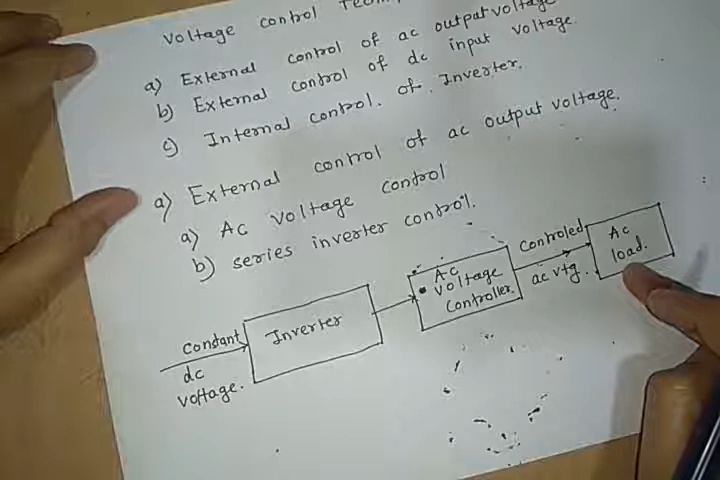 Voltage control
a) External control of ac output voltage
b) External control of dc input voltage.
c) Internal control. of. Inverter.
a) External control of ac output voltage.
a) Ac voltage control
b) series inverter control.
constant
dc
voltage.
Inverter
A.C
voltage
Controller.
Controled
ac vtg.
Ac
load.